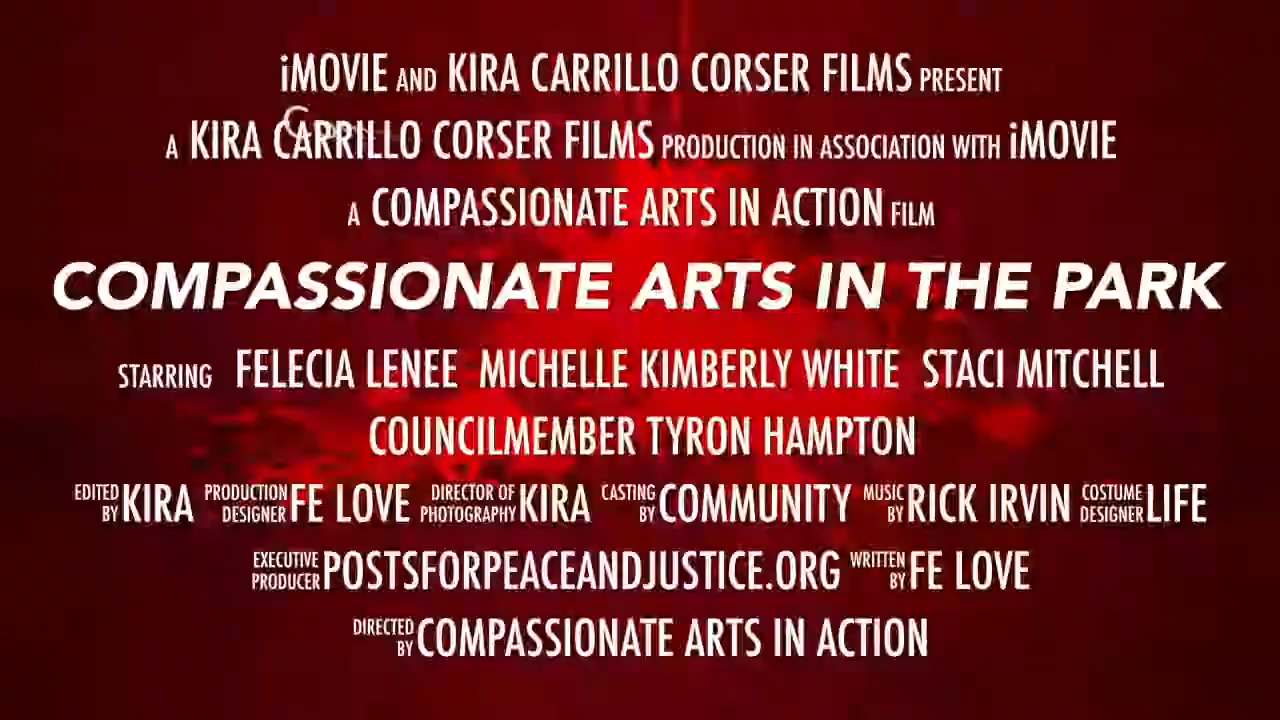 iMOVIE AND KIRA CARRILLO CORSER FILMS PRESENT
A KIRA CARRILLO CORSER FILMS PRODUCTION IN ASSOCIATION WITH iMOVIE
A COMPASSIONATE ARTS IN ACTION FILM
COMPASSIONATE ARTS IN THE PARK
STARRING FELECIA LENEE MICHELLE KIMBERLY WHITE STACI MITCHELL
COUNCILMEMBER TYRON HAMPTON
EDITED BY KIRA PRODUCTION DESIGNER FE LOVE DIRECTOR OF PHOTOGRAPHY KIRA CASTING BY COMMUNITY MUSIC BY RICK IRVIN COSTUME DESIGNER LIFE
EXECUTIVE PRODUCER POSTSFORPEACEANDJUSTICE.ORG WRITTEN BY FE LOVE
DIRECTED BY COMPASSIONATE ARTS IN ACTION